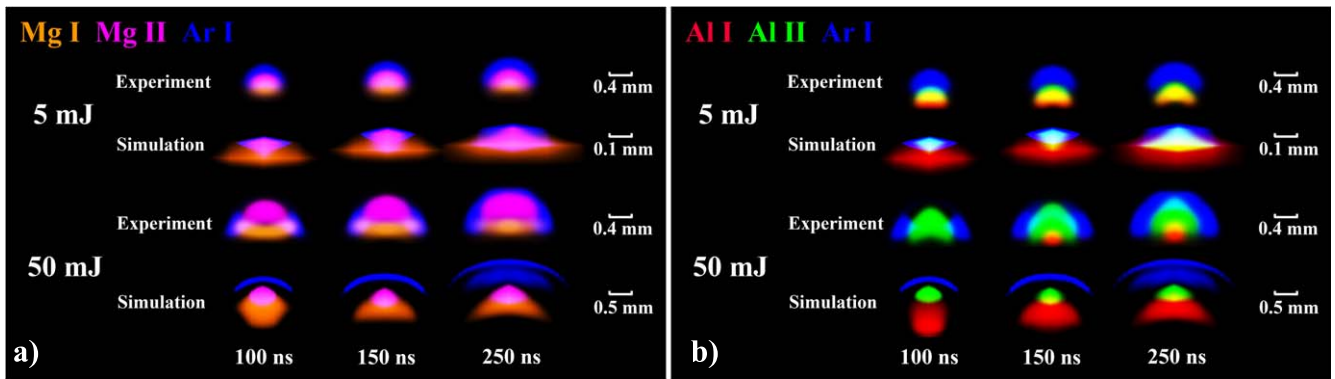 Mg I Mg II Ar I
Experiment
0.4 mm
5 mJ
Simulation
0.1 mm
Experiment
0.4 mm
50 mJ
Simulation
0.5 mm
a)
100 ns 150 ns 250 ns
Al I Al II Ar I
Experiment
0.4 mm
5 mJ
Simulation
0.1 mm
Experiment
0.4 mm
50 mJ
Simulation
0.5 mm
b)
100 ns 150 ns 250 ns